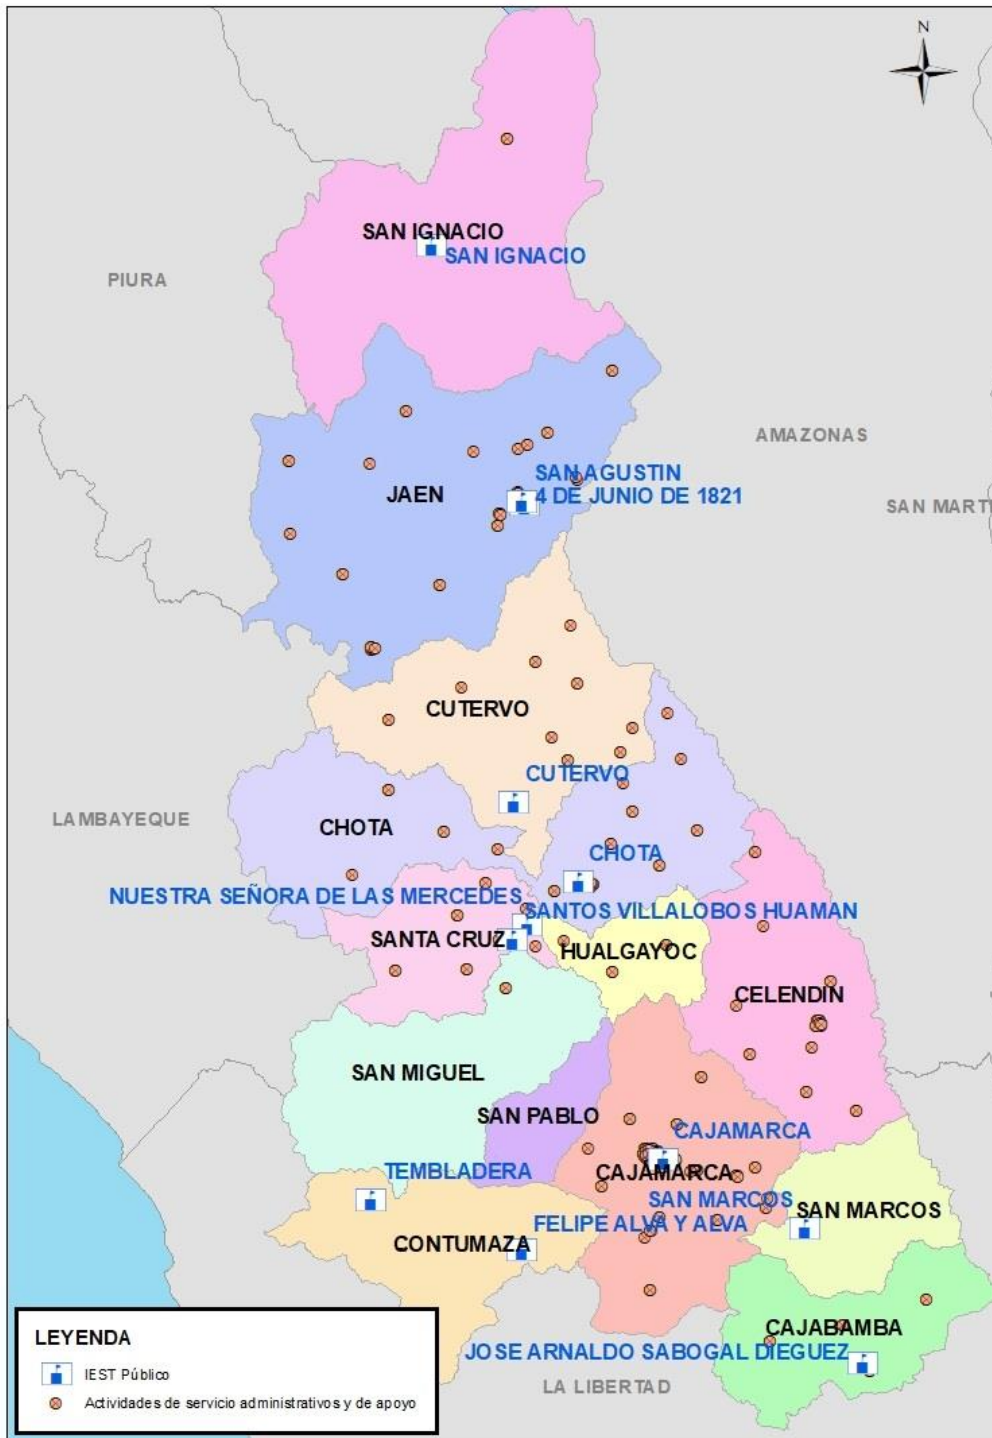 N
SAN IGNACIO
SAN IGNACIO
PIURA
AMAZONAS
SAN AGUSTIN
JAEN
4 DE JUNIO DE 1821
SAN MARTI
CUTERVO
CUTERVO
LAMBAYEQUE
CHOTA
CHOTA
NUESTRA SEÑORA DE LAS MERCEDES
SANTOS VILLALOBOS HUAMAN
SANTA CRUZ
HUALGAYOC
CELENDIN
SAN MIGUEL
SAN PABLO
CAJAMARCA
TEMBLADERA
CAJAMARCA
SAN MARCOS
SAN MARCOS
FELIPE ALVA Y ALVA
CONTUMAZA
CAJABAMBA
JOSE ARNALDO SABOGAL DIEGUEZ
LA LIBERTAD
LEYENDA
IEST Público
Actividades de servicio administrativos y de apoyo